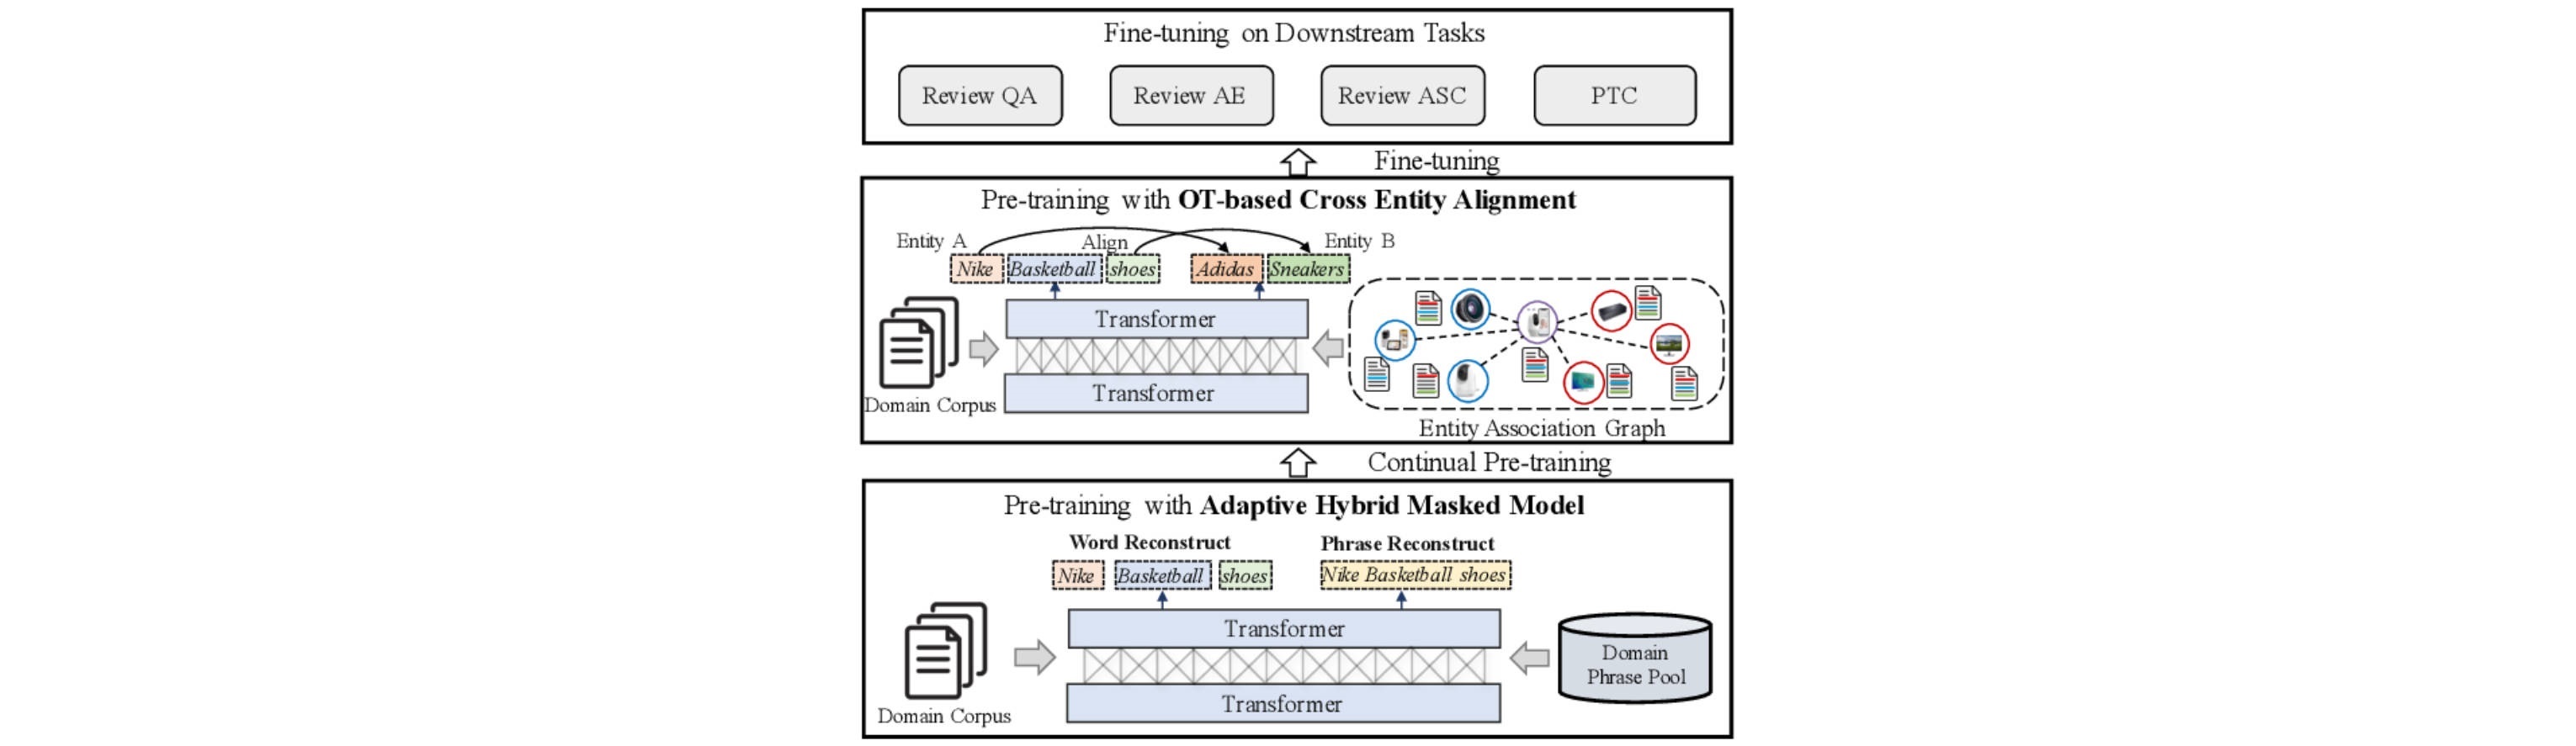 Fine-tuning on Downstream Tasks
Review QA
Review AE
Review ASC
PTC
Fine-tuning
Pre-training with OT-based Cross Entity Alignment
Entity A
Align
Entity B
Nike Basketball shoes
Adidas Sneakers
Transformer
Transformer
Domain Corpus
Entity Association Graph
Continual Pre-training
Pre-training with Adaptive Hybrid Masked Model
Word Reconstruct
Phrase Reconstruct
Nike Basketball shoes
Nike Basketball shoes
Transformer
Transformer
Domain
Phrase Pool
Domain Corpus